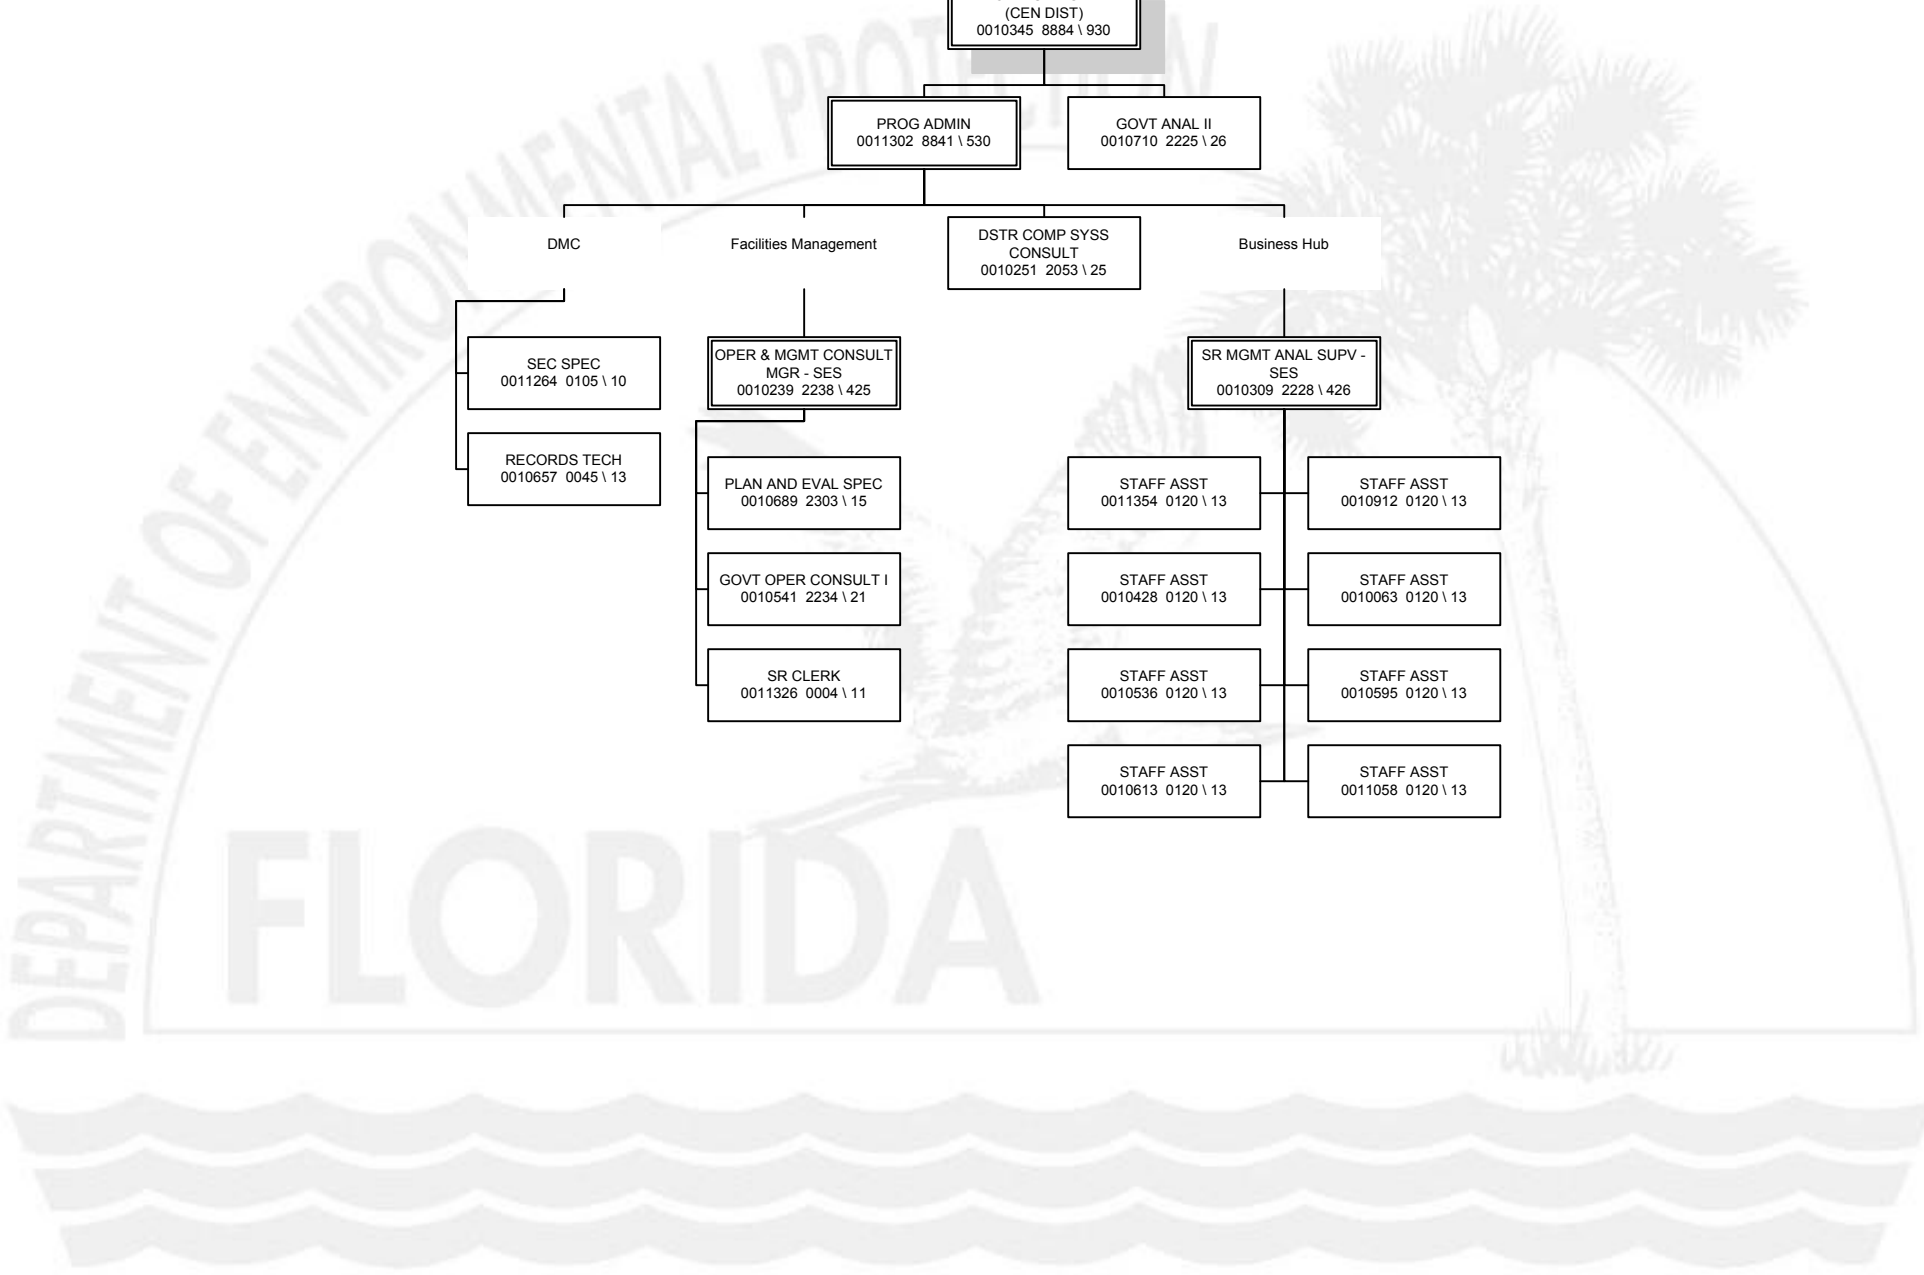 (CEN DIST)
0010345 8884 \ 930
PROG ADMIN
0011302 8841 \ 530
GOVT ANAL II
0010710 2225 \ 26
DMC
Facilities Management
DSTR COMP SYSS
CONSULT
0010251 2053 \ 25
Business Hub
SEC SPEC
0011264 0105 \ 10
RECORDS TECH
0010657 0045 \ 13
OPER & MGMT CONSULT
MGR - SES
0010239 2238 \ 425
PLAN AND EVAL SPEC
0010689 2303 \ 15
GOVT OPER CONSULT I
0010541 2234 \ 21
SR CLERK
0011326 0004 \ 11
SR MGMT ANAL SUPV -
SES
0010309 2228 \ 426
STAFF ASST
0011354 0120 \ 13
STAFF ASST
0010912 0120 \ 13
STAFF ASST
0010428 0120 \ 13
STAFF ASST
0010063 0120 \ 13
STAFF ASST
0010536 0120 \ 13
STAFF ASST
0010595 0120 \ 13
STAFF ASST
0010613 0120 \ 13
STAFF ASST
0011058 0120 \ 13
DEPARTMENT OF ENVIRONMENTAL PROTECTION
FLORIDA